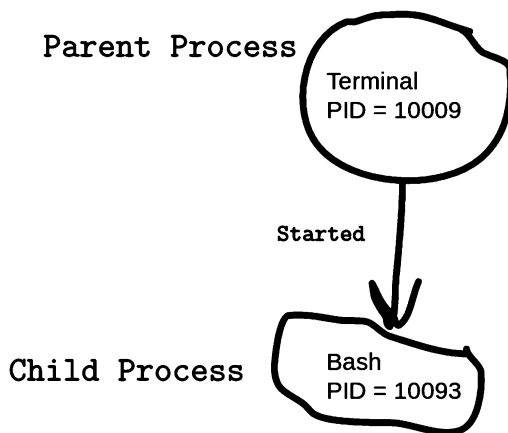 Parent Process
Terminal
PID = 10009
Started
Child Process
Bash
PID = 10093